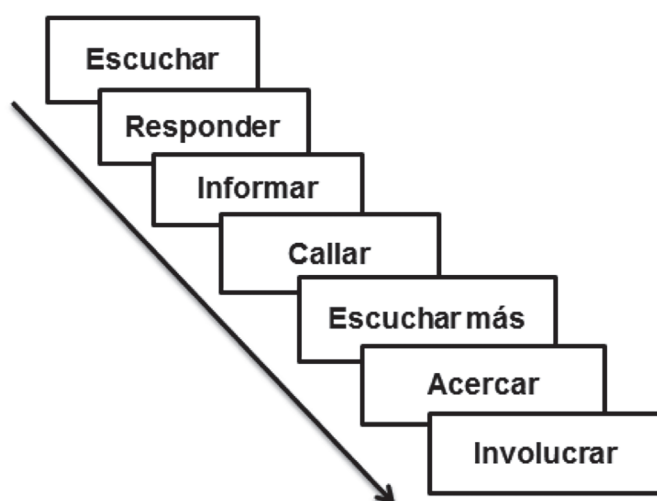 Escuchar
Responder
Informar
Callar
Escuchar más
Acercar
Involucrar